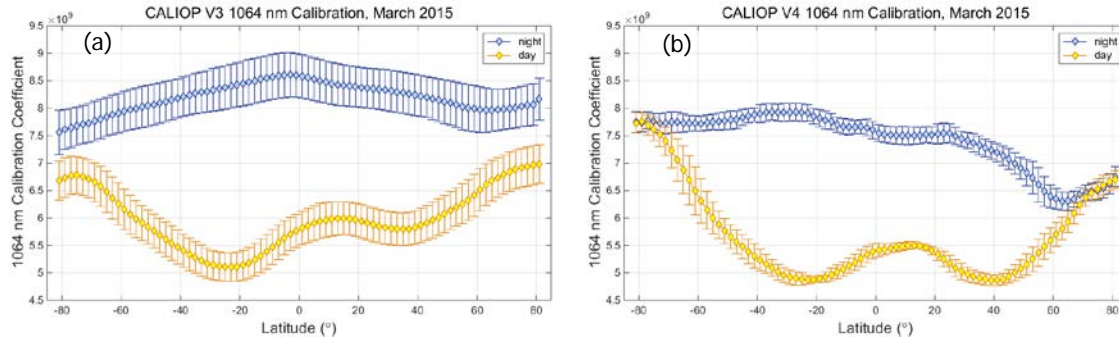 CALIOP V3 1064 nm Calibration, March 2015
×10⁹
(a)
night
day
1064 nm Calibration Coefficient
9.5
9
8.5
8
7.5
7
6.5
6
5.5
5
4.5
-80 -60 -40 -20 0 20 40 60 80
Latitude (°)
CALIOP V4 1064 nm Calibration, March 2015
×10⁹
(b)
night
day
1064 nm Calibration Coefficient
9.5
9
8.5
8
7.5
7
6.5
6
5.5
5
4.5
-80 -60 -40 -20 0 20 40 60 80
Latitude (°)